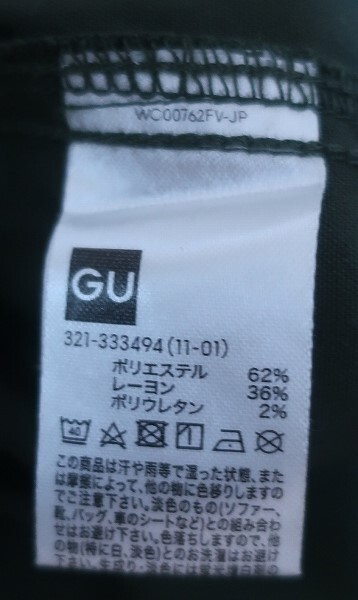 WC00762FV-JP
GU
321-333494 (11-01)
ポリエステル 62%
レーヨン 36%
ポリウレタン 2%
40
この商品は汗や雨等で湿った状態、また
は摩擦によって、他の物に色移りしますの
でご注意下さい。淡色のもの(ソファー、
靴、バッグ、車のシートなど)との組み合わ
せはお避け下さい。色落ちしますので、他
の物(特に白、淡色)とのお洗濯はお避け
下さい。